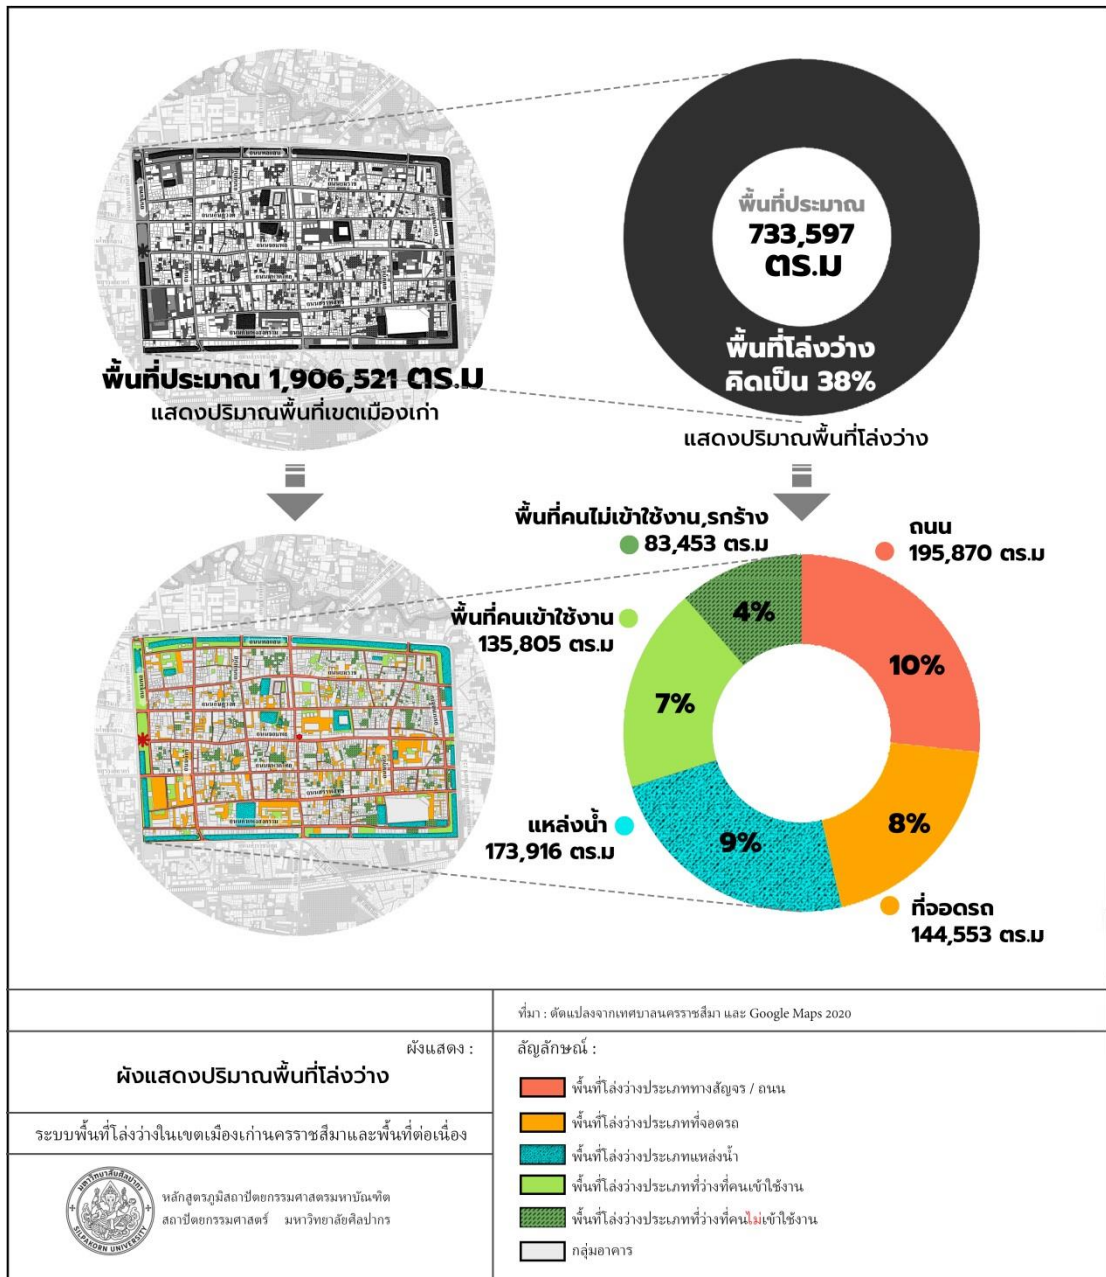 พื้นที่ประมาณ
733,597
ตร.ม
พื้นที่โล่งว่าง
คิดเป็น 38%
แสดงปริมาณพื้นที่โล่งว่าง
พื้นที่ประมาณ 1,906,521 ตร.ม
แสดงปริมาณพื้นที่เขตเมืองเก่า
พื้นที่คนไม่เข้าใช้งาน,รกร้าง
83,453 ตร.ม
ถนน
195,870 ตร.ม
พื้นที่คนเข้าใช้งาน
135,805 ตร.ม
4%
10%
7%
8%
9%
แหล่งน้ำ
173,916 ตร.ม
ที่จอดรถ
144,553 ตร.ม
ที่มา : ดัดแปลงจากเทศบาลนครราชสีมา และ Google Maps 2020
ผังแสดง :
ผังแสดงปริมาณพื้นที่โล่งว่าง
ระบบพื้นที่โล่งว่างในเขตเมืองเก่านครราชสีมาและพื้นที่ต่อเนื่อง
มหาวิทยาลัยศิลปากร
SILPAKORN UNIVERSITY
หลักสูตรภูมิสถาปัตยกรรมศาสตรมหาบัณฑิต
สถาปัตยกรรมศาสตร์ มหาวิทยาลัยศิลปากร
สัญลักษณ์ :
พื้นที่โล่งว่างประเภททางสัญจร / ถนน
พื้นที่โล่งว่างประเภทที่จอดรถ
พื้นที่โล่งว่างประเภทแหล่งน้ำ
พื้นที่โล่งว่างประเภทที่ว่างที่คนเข้าใช้งาน
พื้นที่โล่งว่างประเภทที่ว่างที่คนไม่เข้าใช้งาน
กลุ่มอาคาร